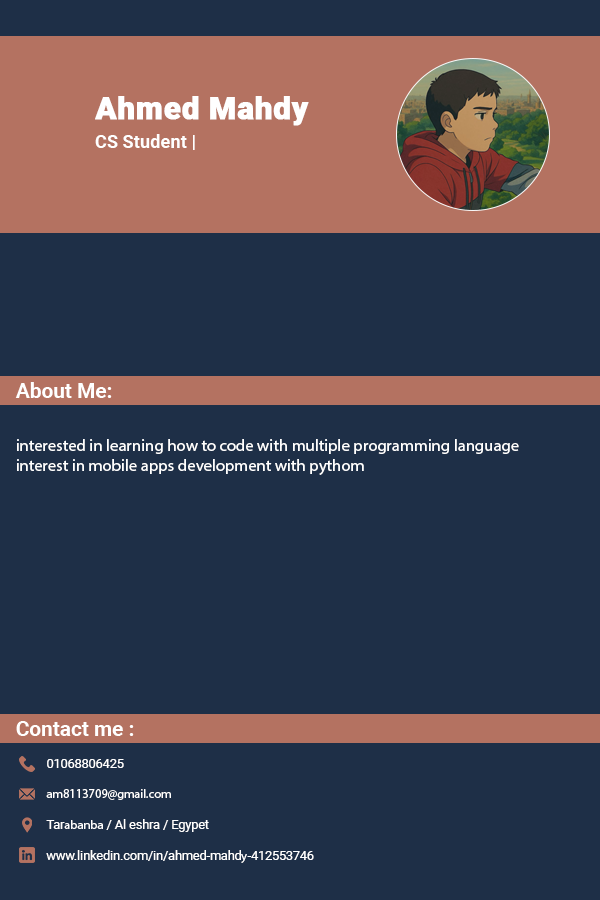 Ahmed Mahdy
CS Student |
About Me:
interested in learning how to code with multiple programming language
interest in mobile apps development with pythom
Contact me :
01068806425
am8113709@gmail.com
Tarabanba / Al eshra / Egypet
www.linkedin.com/in/ahmed-mahdy-412553746